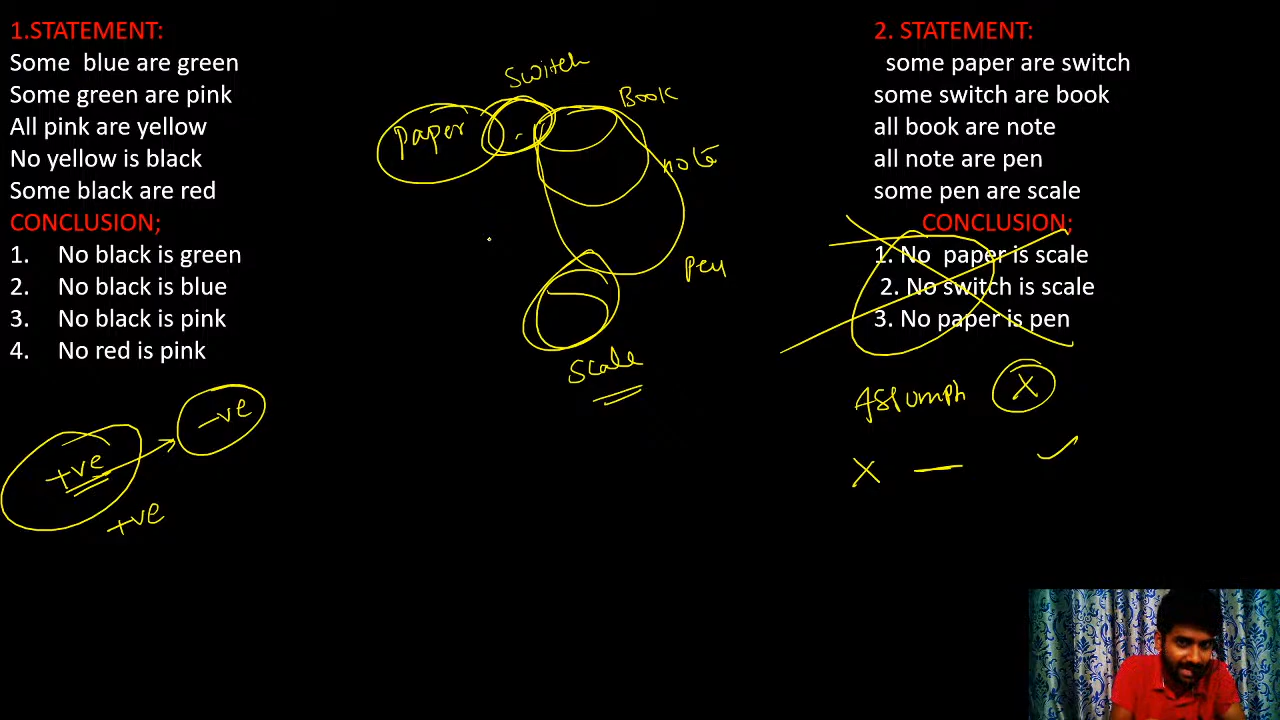 1.STATEMENT:
Some blue are green
Some green are pink
All pink are yellow
No yellow is black
Some black are red
CONCLUSION;
1. No black is green
2. No black is blue
3. No black is pink
4. No red is pink
-ve
+ve
+ve
Switch
Book
paper
note
pen
Scale
2. STATEMENT:
some paper are switch
some switch are book
all book are note
all note are pen
some pen are scale
CONCLUSION;
1. No paper is scale
2. No switch is scale
3. No paper is pen
Assumph X
X — ✓